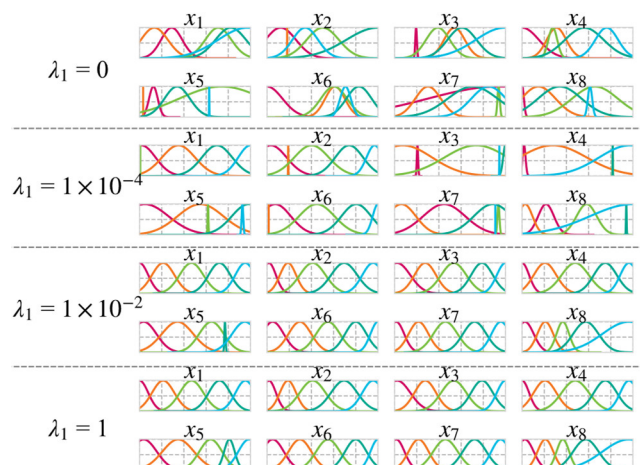 x₁ x₂ x₃ x₄
λ₁ = 0
x₅ x₆ x₇ x₈
x₁ x₂ x₃ x₄
λ₁ = 1 × 10⁻⁴
x₅ x₆ x₇ x₈
x₁ x₂ x₃ x₄
λ₁ = 1 × 10⁻²
x₅ x₆ x₇ x₈
x₁ x₂ x₃ x₄
λ₁ = 1
x₅ x₆ x₇ x₈